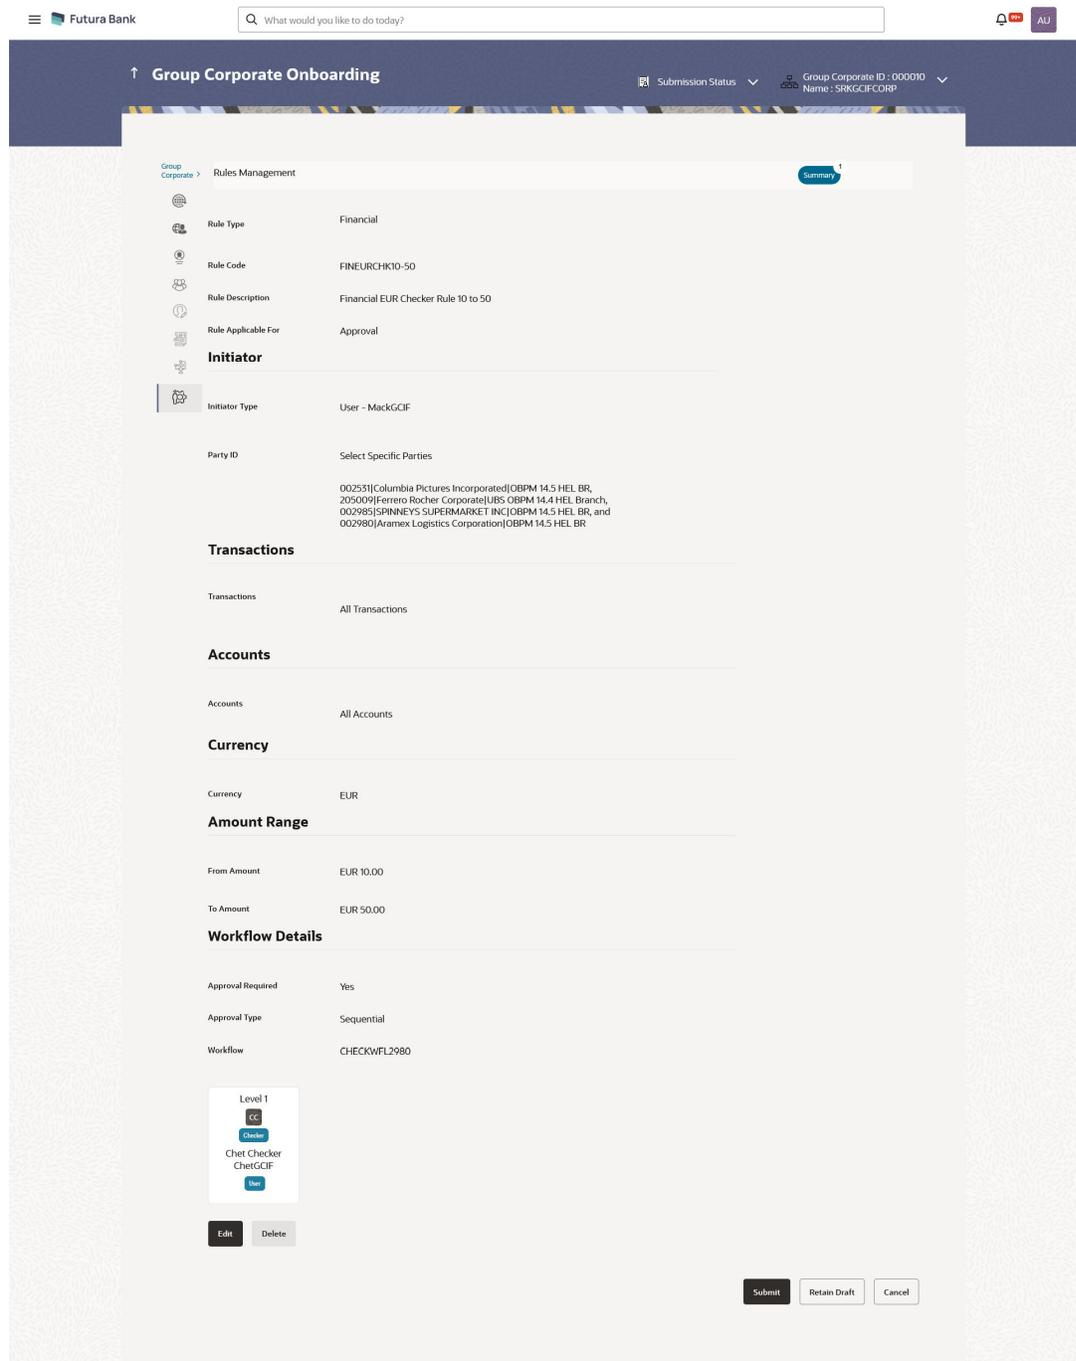 Futura Bank
What would you like to do today?
99+
AU
Group Corporate Onboarding
Submission Status
Group Corporate ID : 000010
Name : SRKGCIFCORP
Group
Corporate >
Rules Management
Summary
1
Rule Type
Financial
Rule Code
FINEURCHK10-50
Rule Description
Financial EUR Checker Rule 10 to 50
Rule Applicable For
Approval
Initiator
Initiator Type
User - MackGCIF
Party ID
Select Specific Parties
002531|Columbia Pictures Incorporated|OBPM 14.5 HEL BR,
205009|Ferrero Rocher Corporate|UBS OBPM 14.4 HEL Branch,
002985|SPINNEYS SUPERMARKET INC|OBPM 14.5 HEL BR, and
002980|Aramex Logistics Corporation|OBPM 14.5 HEL BR
Transactions
Transactions
All Transactions
Accounts
Accounts
All Accounts
Currency
Currency
EUR
Amount Range
From Amount
EUR 10.00
To Amount
EUR 50.00
Workflow Details
Approval Required
Yes
Approval Type
Sequential
Workflow
CHECKWFL2980
Level 1
CC
Checker
Chet Checker
ChetGCIF
User
Edit
Delete
Submit
Retain Draft
Cancel